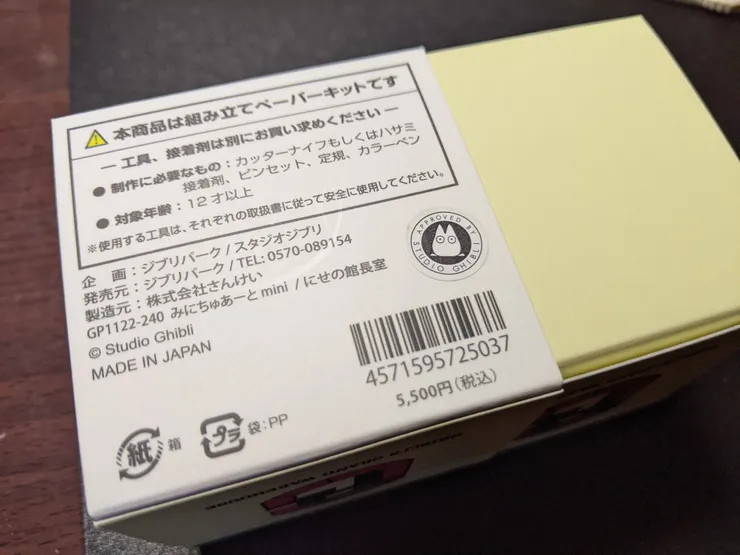 本商品は組み立てペーパーキットです
― 工具、接着剤は別にお買い求めください ―
● 制作に必要なもの：カッターナイフもしくはハサミ
接着剤、ピンセット、定規、カラーペン
● 対象年齢：12才以上
※使用する工具は、それぞれの取扱書に従って安全に使用してください。
企　画：ジブリパーク / スタジオジブリ
発売元：ジブリパーク / TEL: 0570-089154
製造元：株式会社さんけい
GP1122-240 みにちゅあーとmini / にせの館長室
© Studio Ghibli
MADE IN JAPAN
APPROVED BY
STUDIO GHIBLI
4571595725037
5,500円（税込）
紙 箱
プラ 袋：PP
GHIBLI'S GRAND WAREHOUSE